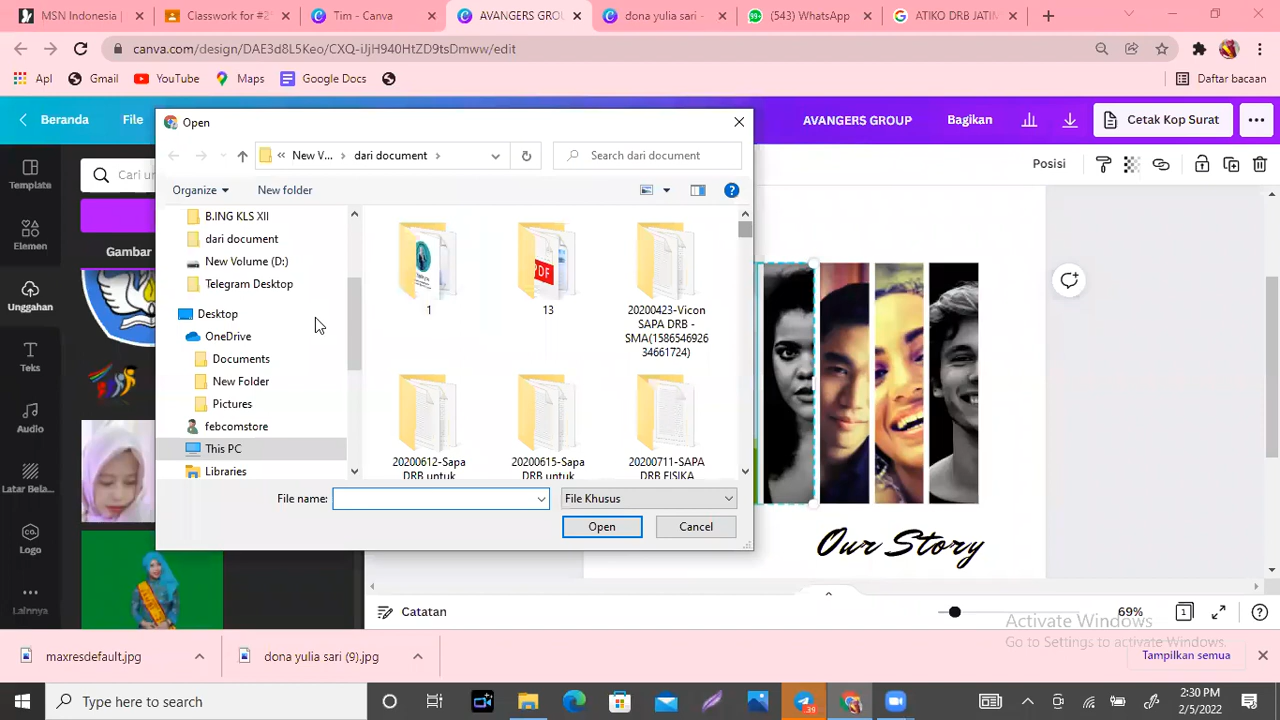 MSN Indonesia
Classwork for #2
Tim - Canva
AVANGERS GROU
dona yulia sari -
(543) WhatsApp
ATIKO DRB JATIM
canva.com/design/DAE3d8L5Keo/CXQ-iJjH940HtZD9tsDmww/edit
Apl
Gmail
YouTube
Maps
Google Docs
Daftar bacaan
Beranda
File
AVANGERS GROUP
Bagikan
Cetak Kop Surat
Open
« New V... › dari document ›
Search dari document
Organize
New folder
Posisi
Template
Elemen
Unggahan
Teks
Audio
Latar Bela...
Logo
Lainnya
Cari un
Gambar
B.ING KLS XII
dari document
New Volume (D:)
Telegram Desktop
Desktop
OneDrive
Documents
New Folder
Pictures
febcomstore
This PC
Libraries
PDF
1
13
20200423-Vicon
SAPA DRB -
SMA(1586546926
34661724)
20200612-Sapa
DRB untuk
20200615-Sapa
DRB untuk
20200711-SAPA
DRB FISIKA
File name:
File Khusus
Open
Cancel
Our Story
Catatan
69%
1
Activate Windows
Go to Settings to activate Windows.
maxresdefault.jpg
dona yulia sari (9).jpg
Tampilkan semua
Type here to search
39
2:30 PM
2/5/2022